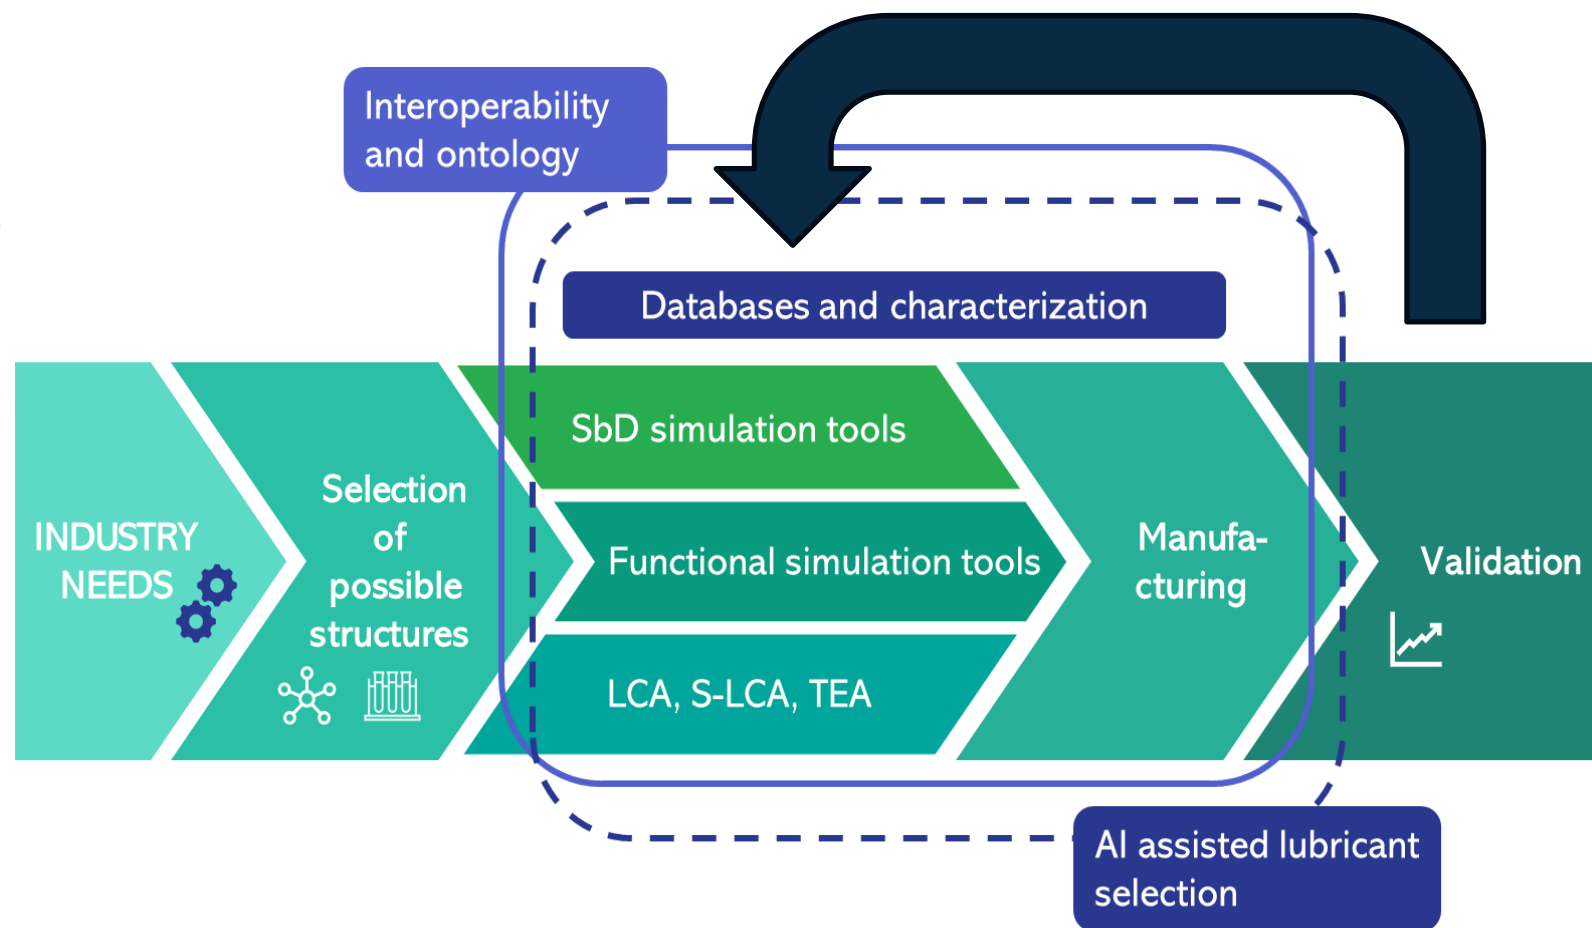 Interoperability
and ontology
Databases and characterization
INDUSTRY
NEEDS
Selection
of
possible
structures
SbD simulation tools
Functional simulation tools
LCA, S-LCA, TEA
Manufa-
cturing
Validation
AI assisted lubricant
selection